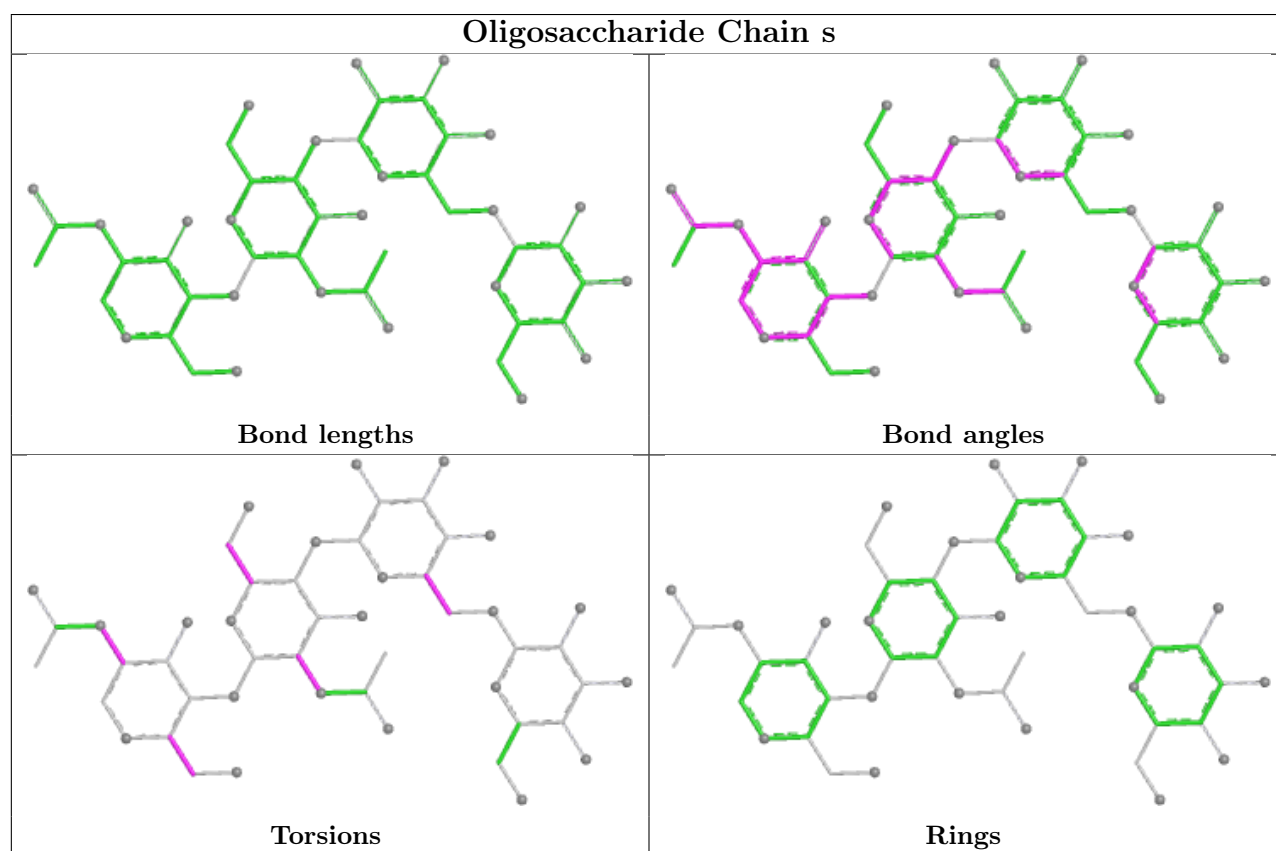 Oligosaccharide Chain s
Bond lengths
Bond angles
Torsions
Rings